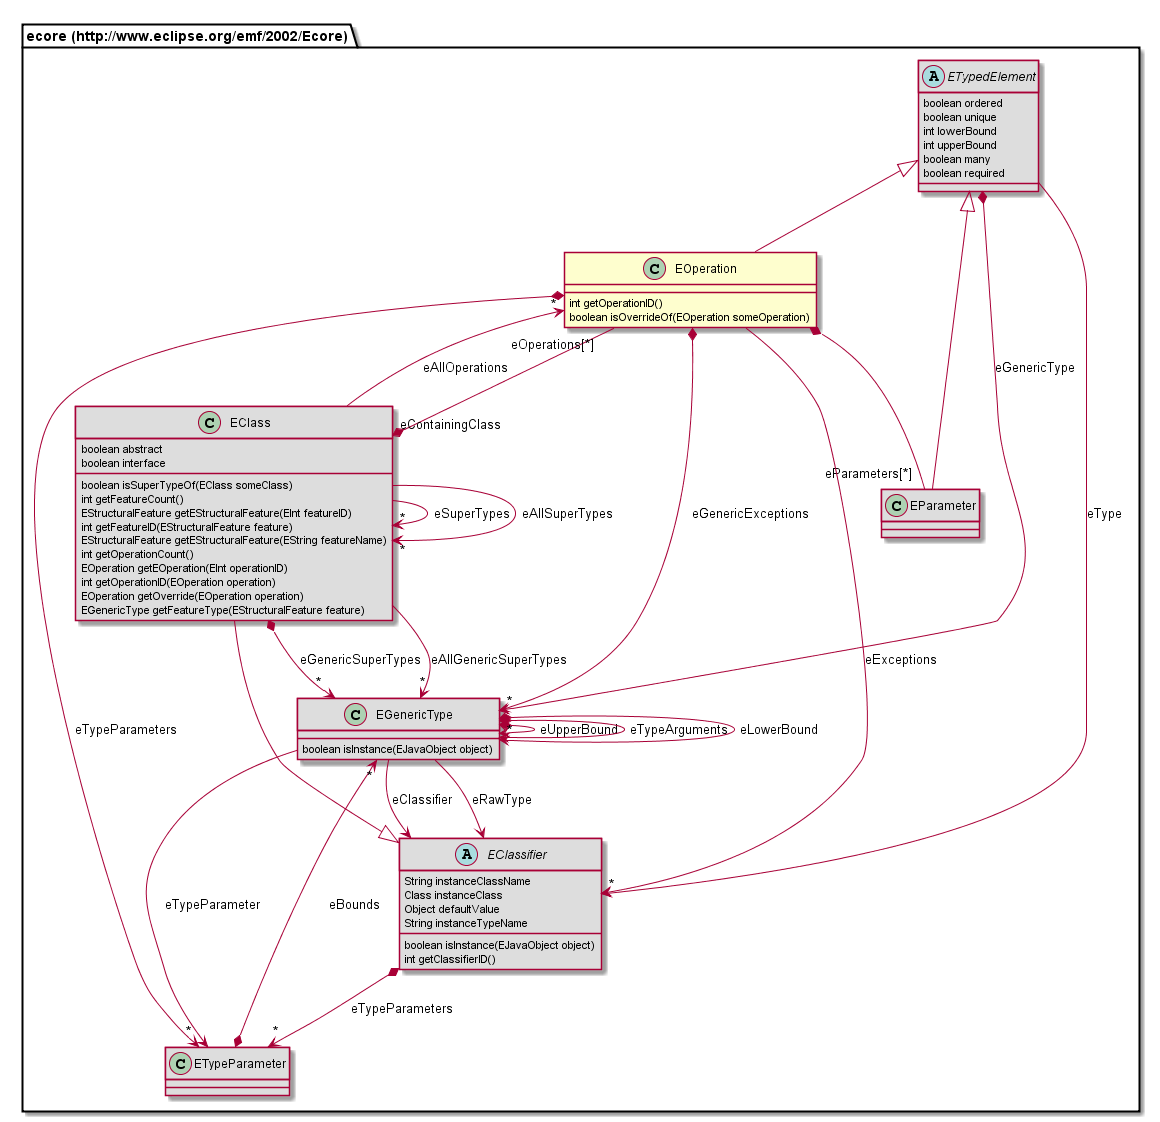 ecore (http://www.eclipse.org/emf/2002/Ecore)
A ETypedElement
boolean ordered
boolean unique
int lowerBound
int upperBound
boolean many
boolean required
C EOperation
int getOperationID()
boolean isOverrideOf(EOperation someOperation)
*
eOperations[*]
eAllOperations
eGenericType
C EClass
boolean abstract
boolean interface
boolean isSuperTypeOf(EClass someClass)
int getFeatureCount()
EStructuralFeature getEStructuralFeature(EInt featureID)
int getFeatureID(EStructuralFeature feature)
EStructuralFeature getEStructuralFeature(EString featureName)
int getOperationCount()
EOperation getEOperation(EInt operationID)
int getOperationID(EOperation operation)
EOperation getOverride(EOperation operation)
EGenericType getFeatureType(EStructuralFeature feature)
eContainingClass
*
eSuperTypes
*
eAllSuperTypes
eGenericExceptions
eParameters[*]
C EParameter
eType
eGenericSuperTypes
*
eAllGenericSuperTypes
*
eExceptions
*
C EGenericType
boolean isInstance(EJavaObject object)
*
eUpperBound
eTypeArguments
eLowerBound
eTypeParameters
*
eClassifier
eRawType
A EClassifier
String instanceClassName
Class instanceClass
Object defaultValue
String instanceTypeName
boolean isInstance(EJavaObject object)
int getClassifierID()
*
eTypeParameter
eBounds
eTypeParameters
*
*
C ETypeParameter